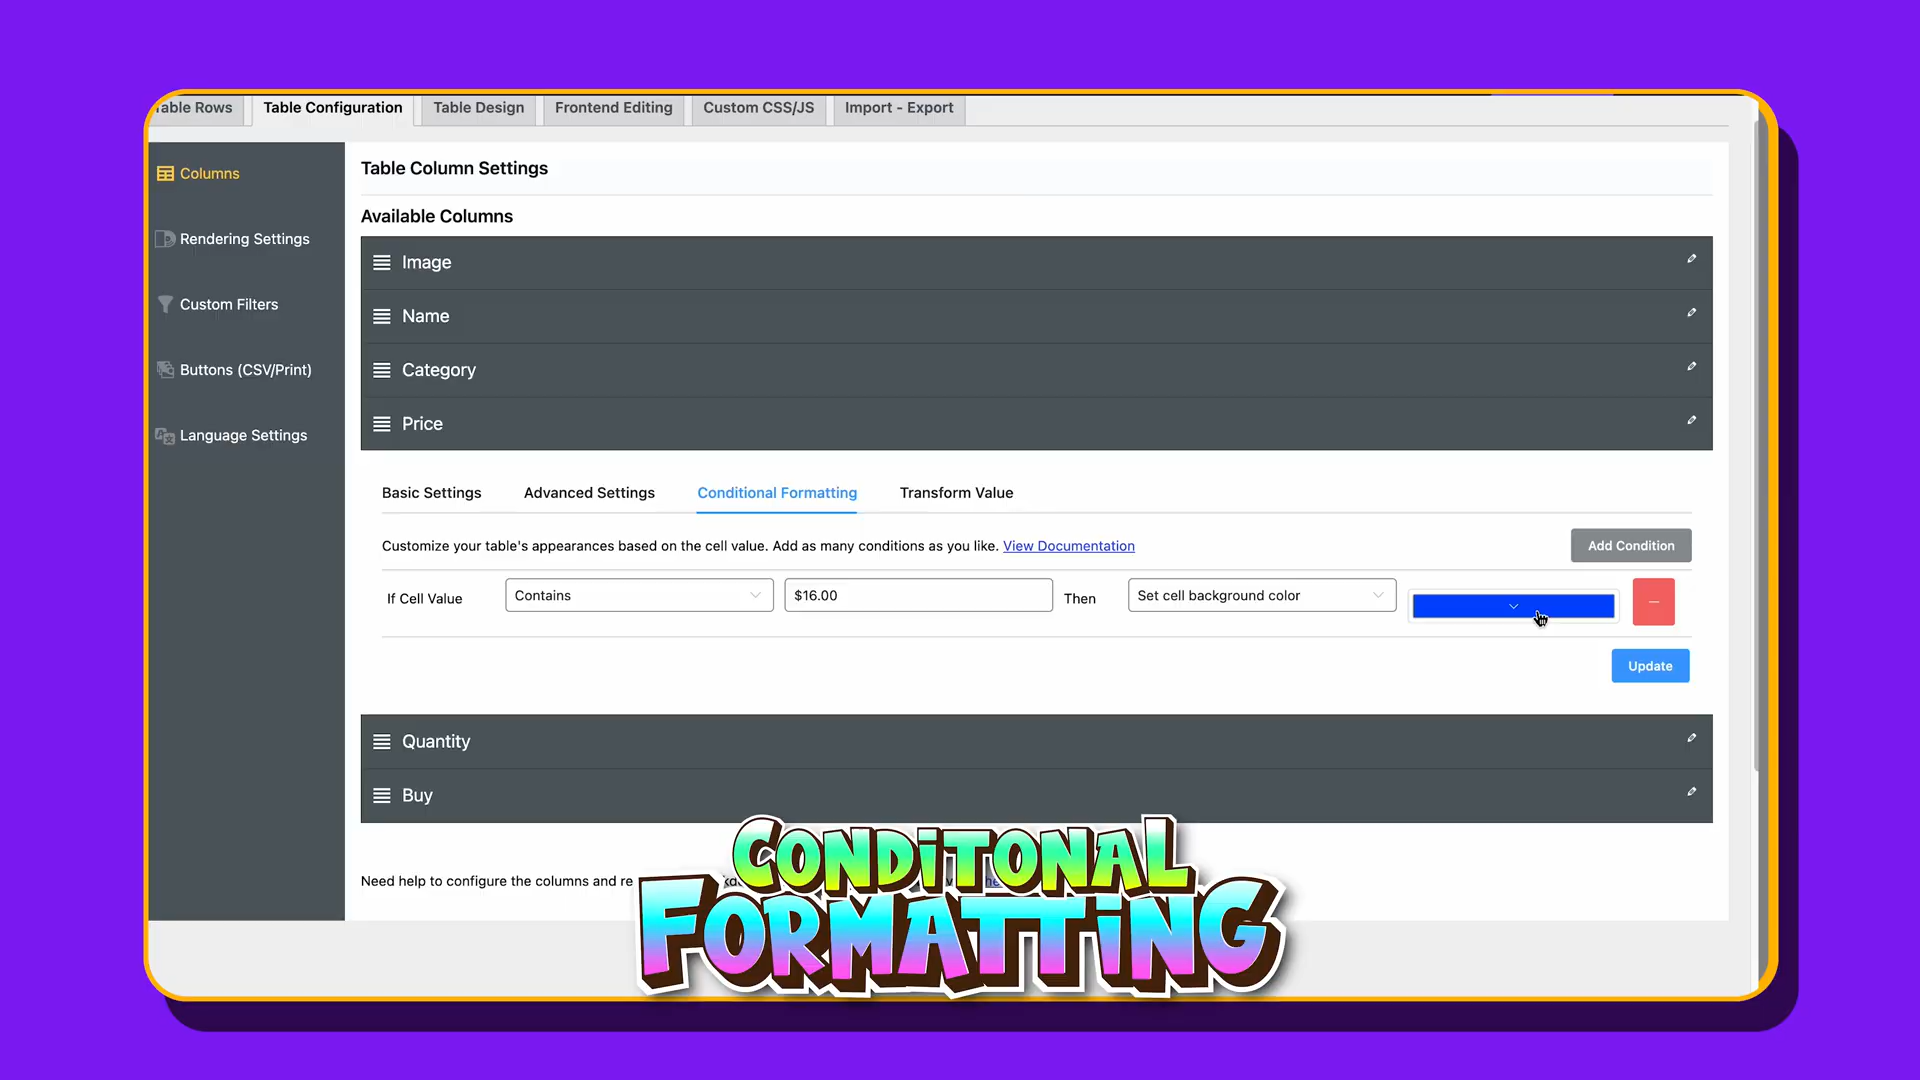 able Rows Table Configuration Table Design Frontend Editing Custom CSS/JS Import - Export
Columns
Rendering Settings
Custom Filters
Buttons (CSV/Print)
Language Settings
Table Column Settings
Available Columns
Image
Name
Category
Price
Basic Settings Advanced Settings Conditional Formatting Transform Value
Customize your table's appearances based on the cell value. Add as many conditions as you like. View Documentation Add Condition
If Cell Value Contains $16.00 Then Set cell background color
Update
Quantity
Buy
Need help to configure the columns and re
CONDiTONAL
FORMATTiNG